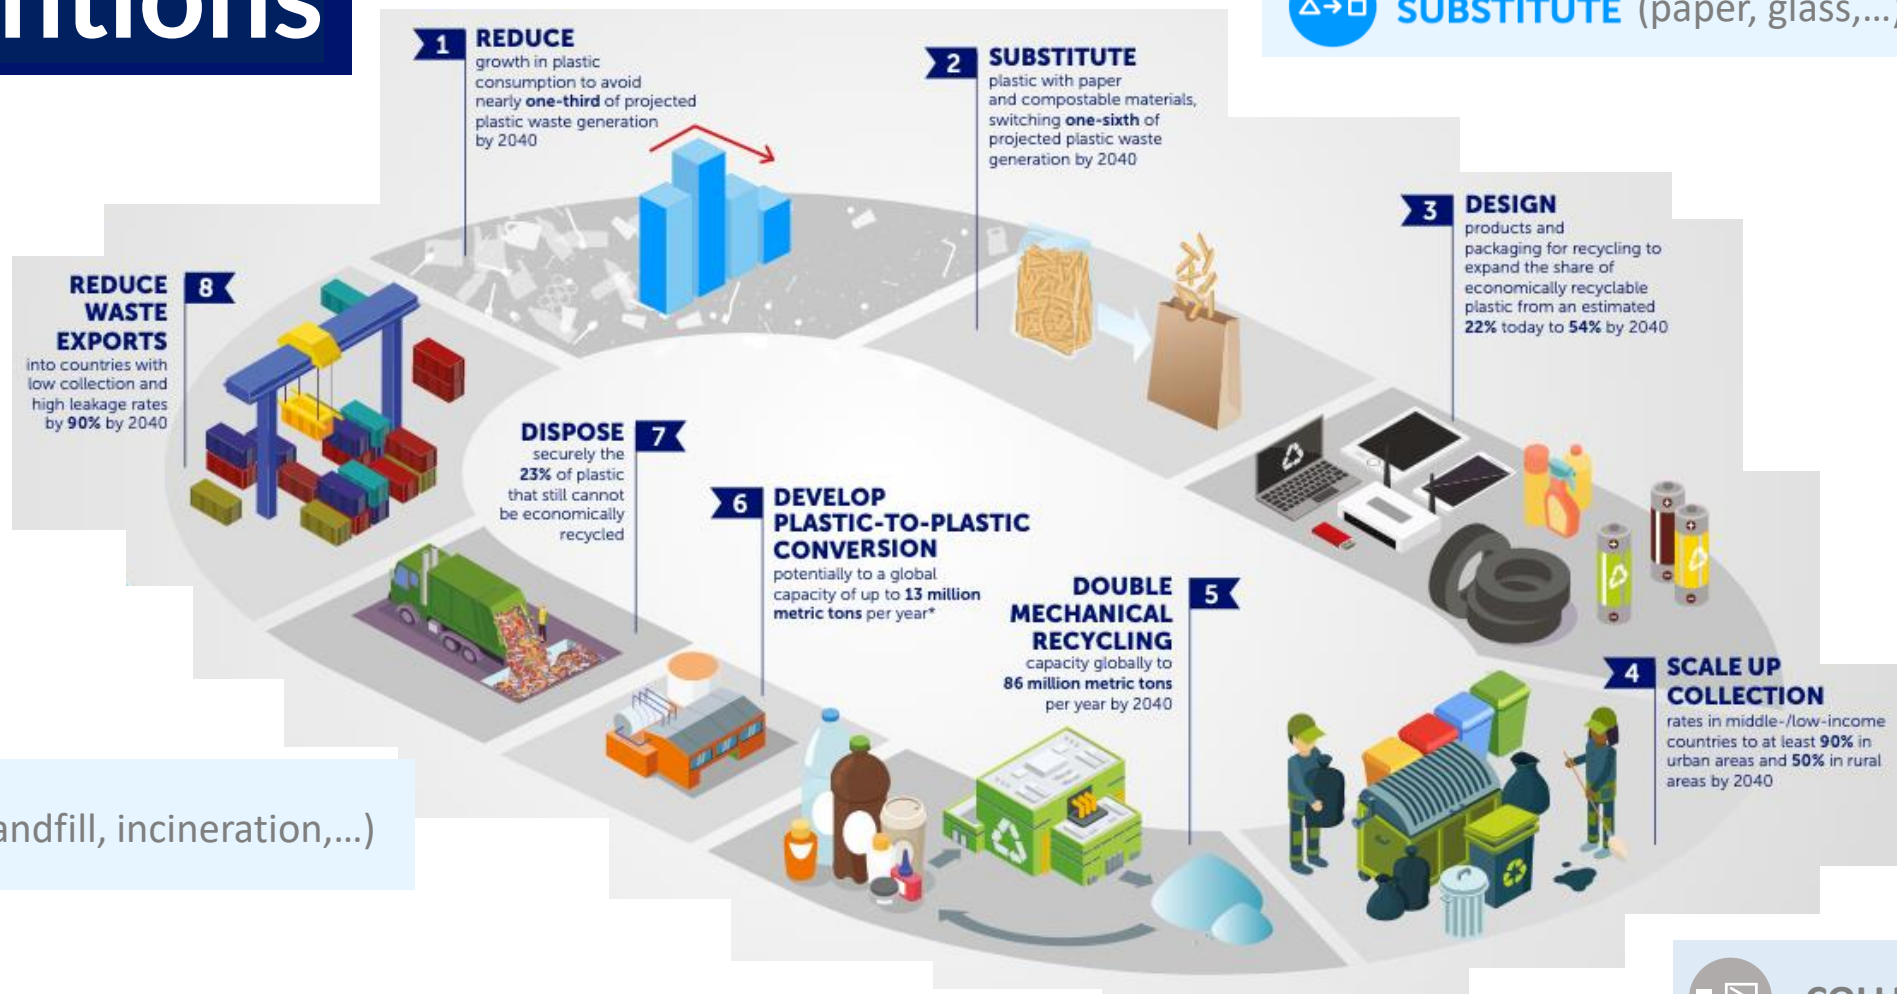 1 REDUCE
growth in plastic
consumption to avoid
nearly one-third of projected
plastic waste generation
by 2040
2 SUBSTITUTE
plastic with paper
and compostable materials,
switching one-sixth of
projected plastic waste
generation by 2040
SUBSTITUTE (paper, glass,...)
3 DESIGN
products and
packaging for recycling to
expand the share of
economically recyclable
plastic from an estimated
22% today to 54% by 2040
4 SCALE UP
COLLECTION
rates in middle-/low-income
countries to at least 90% in
urban areas and 50% in rural
areas by 2040
DOUBLE 5
MECHANICAL
RECYCLING
capacity globally to
86 million metric tons
per year by 2040
6 DEVELOP
PLASTIC-TO-PLASTIC
CONVERSION
potentially to a global
capacity of up to 13 million
metric tons per year*
DISPOSE 7
securely the
23% of plastic
that still cannot
be economically
recycled
REDUCE 8
WASTE
EXPORTS
into countries with
low collection and
high leakage rates
by 90% by 2040
incineration,...)